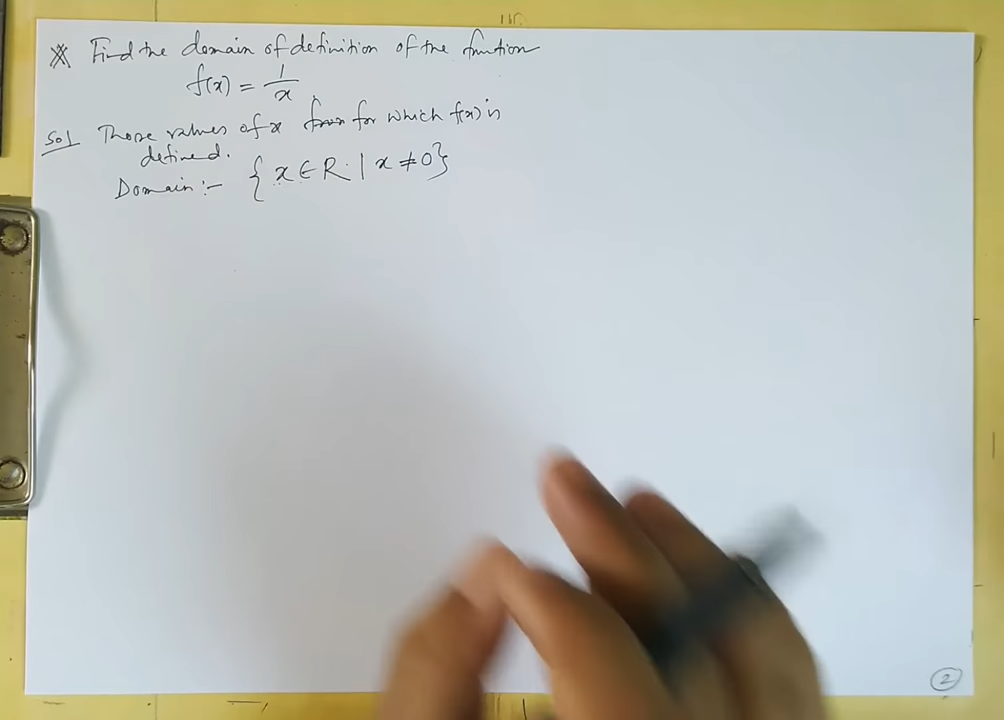 ※ Find the domain of definition of the function
f(x) = 1/x
Sol Those values of x for which f(x) is
defined.
Domain :- { x ∈ R | x ≠ 0 }
2